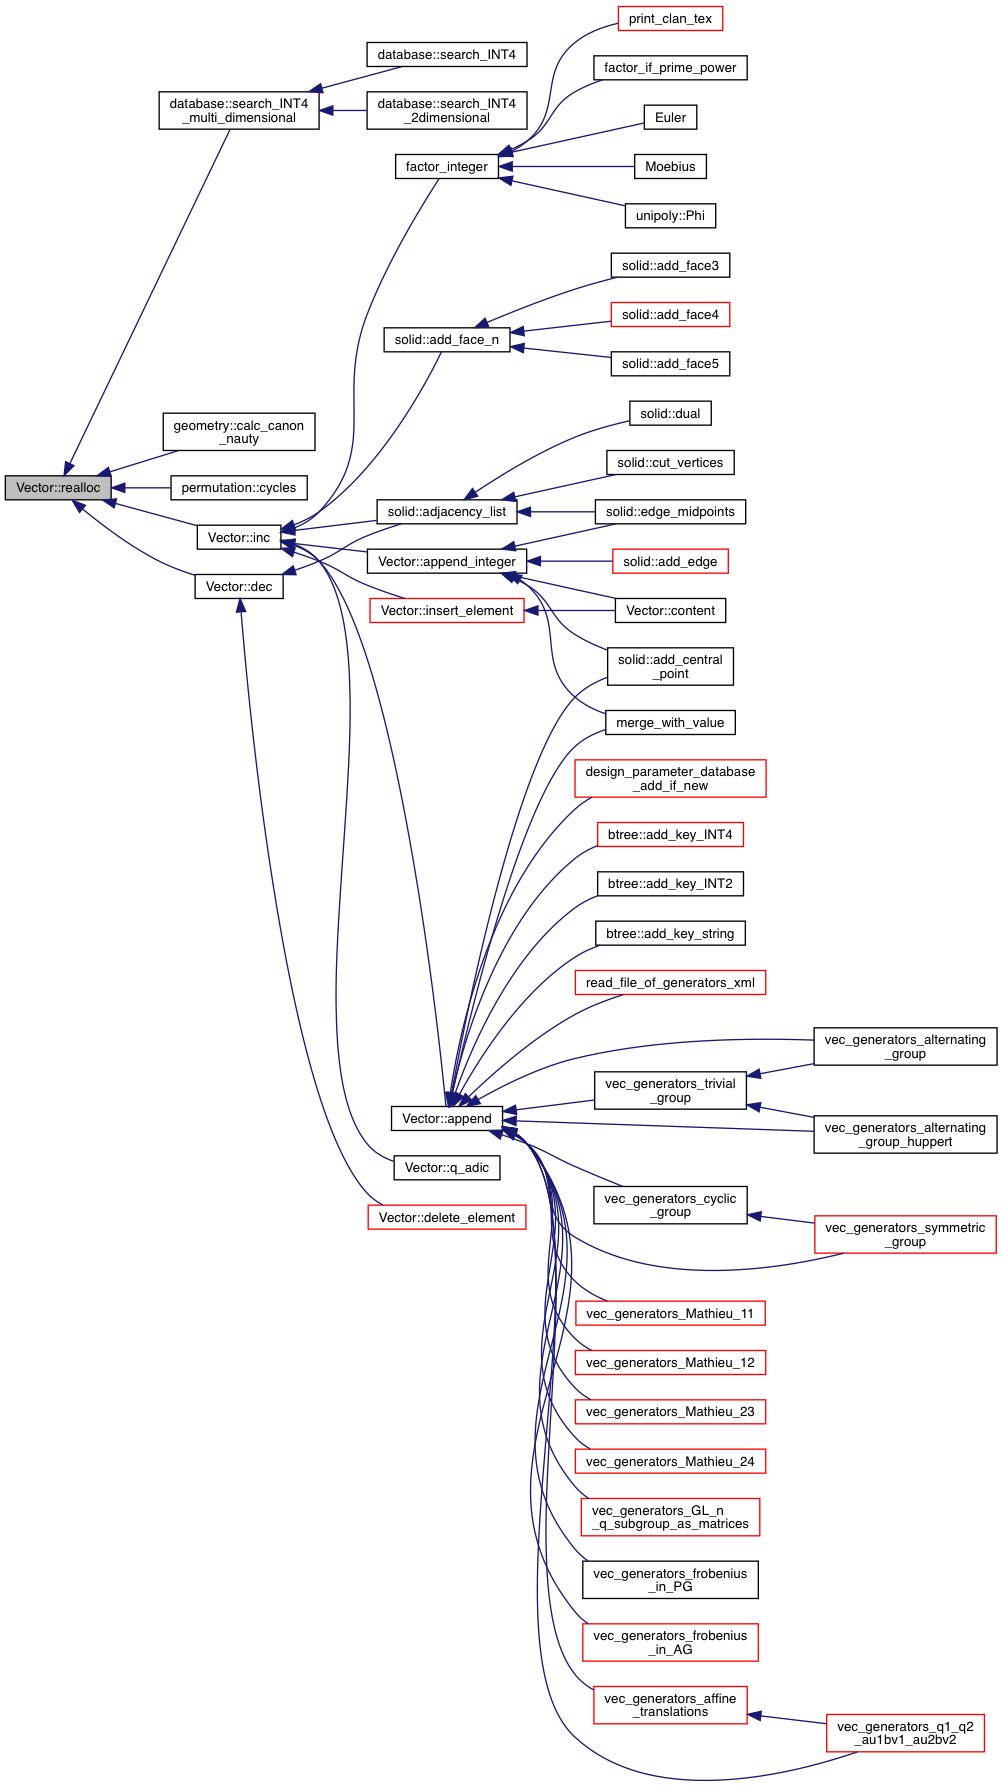 print_clan_tex
database::search_INT4
factor_if_prime_power
database::search_INT4
_multi_dimensional
database::search_INT4
_2dimensional
Euler
factor_integer
Moebius
unipoly::Phi
solid::add_face3
solid::add_face4
solid::add_face_n
solid::add_face5
solid::dual
geometry::calc_canon
_nauty
solid::cut_vertices
Vector::realloc
permutation::cycles
solid::adjacency_list
solid::edge_midpoints
Vector::inc
Vector::append_integer
solid::add_edge
Vector::dec
Vector::insert_element
Vector::content
solid::add_central
_point
merge_with_value
design_parameter_database
_add_if_new
btree::add_key_INT4
btree::add_key_INT2
btree::add_key_string
read_file_of_generators_xml
vec_generators_alternating
_group
vec_generators_trivial
_group
Vector::append
vec_generators_alternating
_group_huppert
Vector::q_adic
vec_generators_cyclic
_group
Vector::delete_element
vec_generators_symmetric
_group
vec_generators_Mathieu_11
vec_generators_Mathieu_12
vec_generators_Mathieu_23
vec_generators_Mathieu_24
vec_generators_GL_n
_q_subgroup_as_matrices
vec_generators_frobenius
_in_PG
vec_generators_frobenius
_in_AG
vec_generators_affine
_translations
vec_generators_q1_q2
_au1bv1_au2bv2